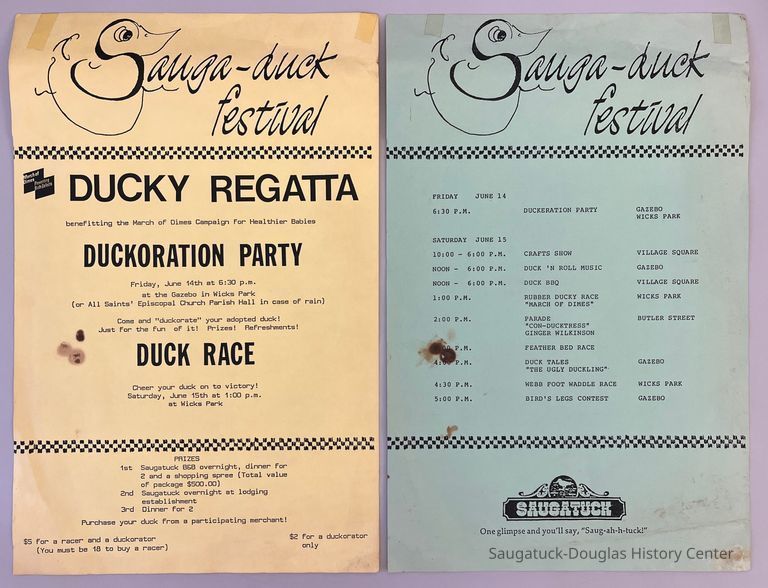 Sauga-duck
festival
March of
Dimes
DUCKY REGATTA
benefitting the March of Dimes Campaign for Healthier Babies
DUCKORATION PARTY
Friday, June 14th at 6:30 p.m.
at the Gazebo in Wicks Park
(or All Saints' Episcopal Church Parish Hall in case of rain)
Come and "duckorate" your adopted duck!
Just for the fun of it! Prizes! Refreshments!
DUCK RACE
Cheer your duck on to victory!
Saturday, June 15th at 1:00 p.m.
at Wicks Park
PRIZES
1st Saugatuck B&B overnight, dinner for
2 and a shopping spree (Total value
of package $500.00)
2nd Saugatuck overnight at lodging
establishment
3rd Dinner for 2
Purchase your duck from a participating merchant!
$5 for a racer and a duckorator
(You must be 18 to buy a racer)
$2 for a duckorator
only
Sauga-duck
festival
FRIDAY JUNE 14
6:30 P.M. DUCKERATION PARTY GAZEBO
WICKS PARK
SATURDAY JUNE 15
10:00 - 6:00 P.M. CRAFTS SHOW VILLAGE SQUARE
NOON - 6:00 P.M. DUCK 'N ROLL MUSIC GAZEBO
NOON - 6:00 P.M. DUCK BBQ VILLAGE SQUARE
1:00 P.M. RUBBER DUCKY RACE WICKS PARK
"MARCH OF DIMES"
2:00 P.M. PARADE BUTLER STREET
"CON-DUCKTRESS"
GINGER WILKINSON
P.M. FEATHER BED RACE
4:00 P.M. DUCK TALES GAZEBO
"THE UGLY DUCKLING"
4:30 P.M. WEBB FOOT WADDLE RACE WICKS PARK
5:00 P.M. BIRD'S LEGS CONTEST GAZEBO
SAUGATUCK
One glimpse and you'll say, "Saug-ah-h-tuck!"
Saugatuck-Douglas History Center